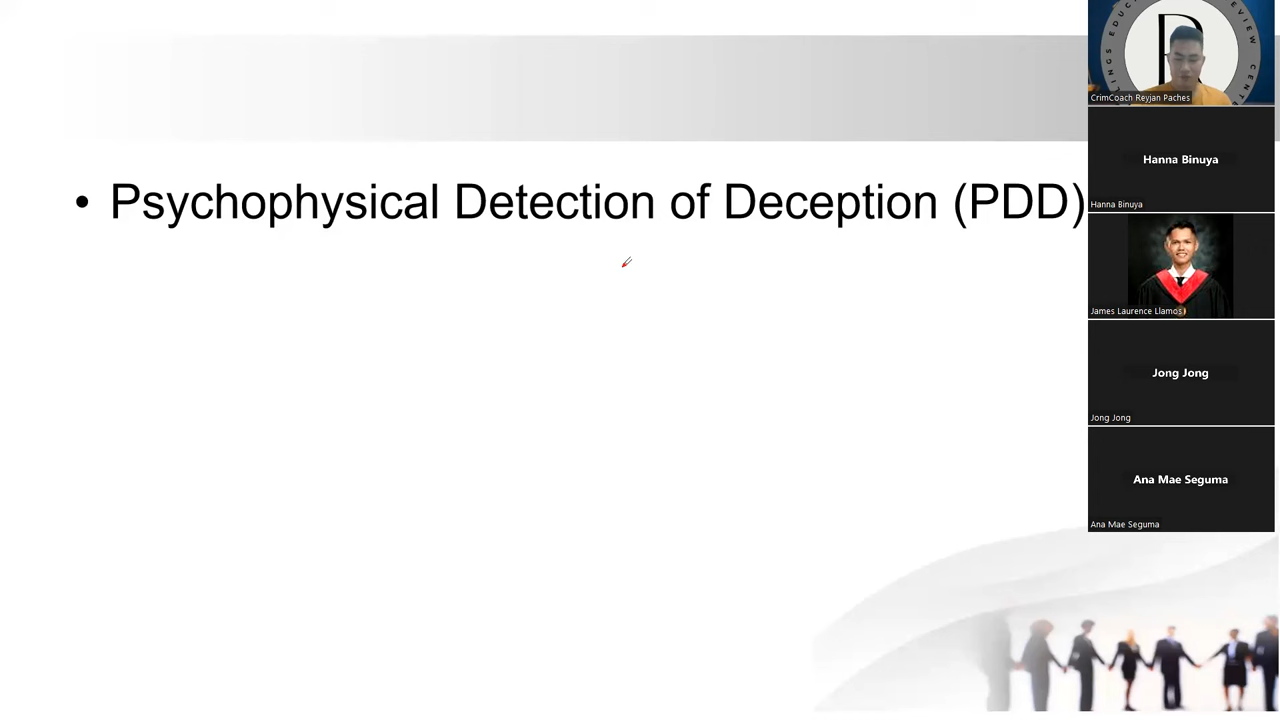 • Psychophysical Detection of Deception (PDD)
CrimCoach Reyjan Paches
Hanna Binuya
Hanna Binuya
James Laurence Llamos
Jong Jong
Jong Jong
Ana Mae Seguma
Ana Mae Seguma